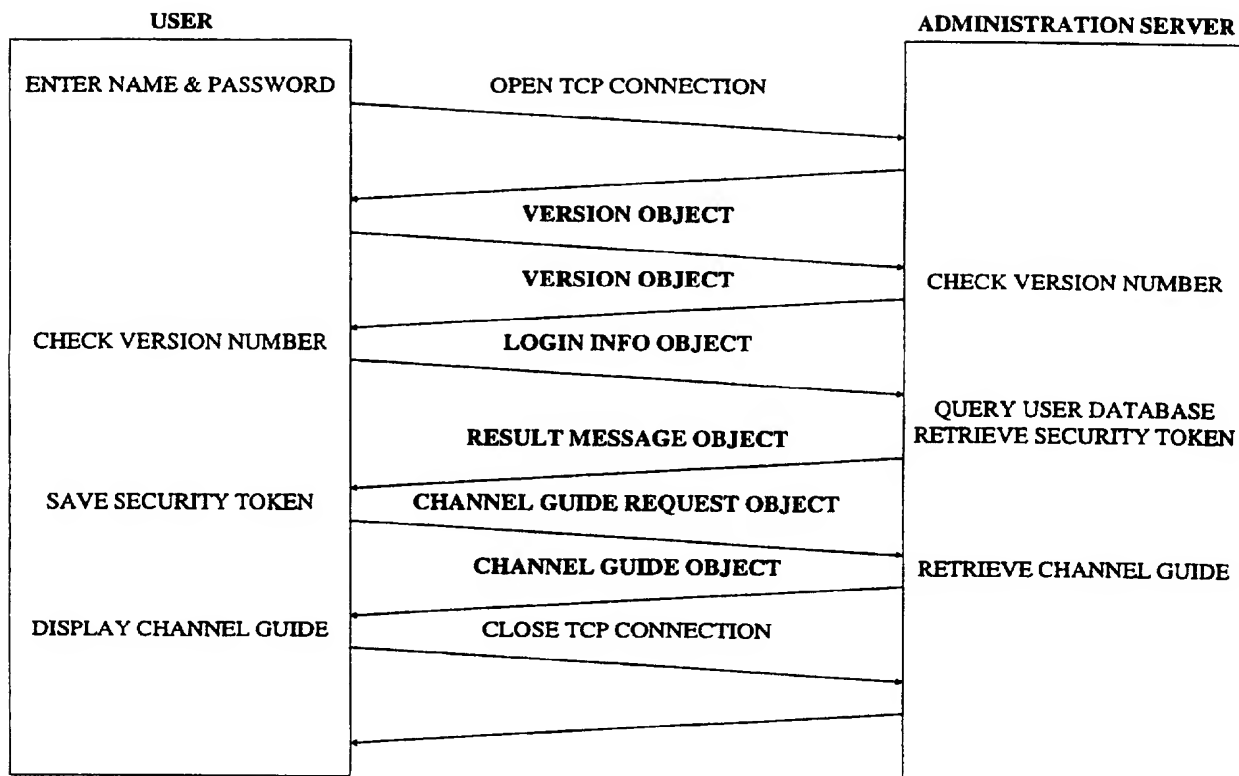 USER
ADMINISTRATION SERVER
ENTER NAME & PASSWORD
OPEN TCP CONNECTION
VERSION OBJECT
VERSION OBJECT
CHECK VERSION NUMBER
CHECK VERSION NUMBER
LOGIN INFO OBJECT
QUERY USER DATABASE
RETRIEVE SECURITY TOKEN
RESULT MESSAGE OBJECT
SAVE SECURITY TOKEN
CHANNEL GUIDE REQUEST OBJECT
CHANNEL GUIDE OBJECT
RETRIEVE CHANNEL GUIDE
DISPLAY CHANNEL GUIDE
CLOSE TCP CONNECTION